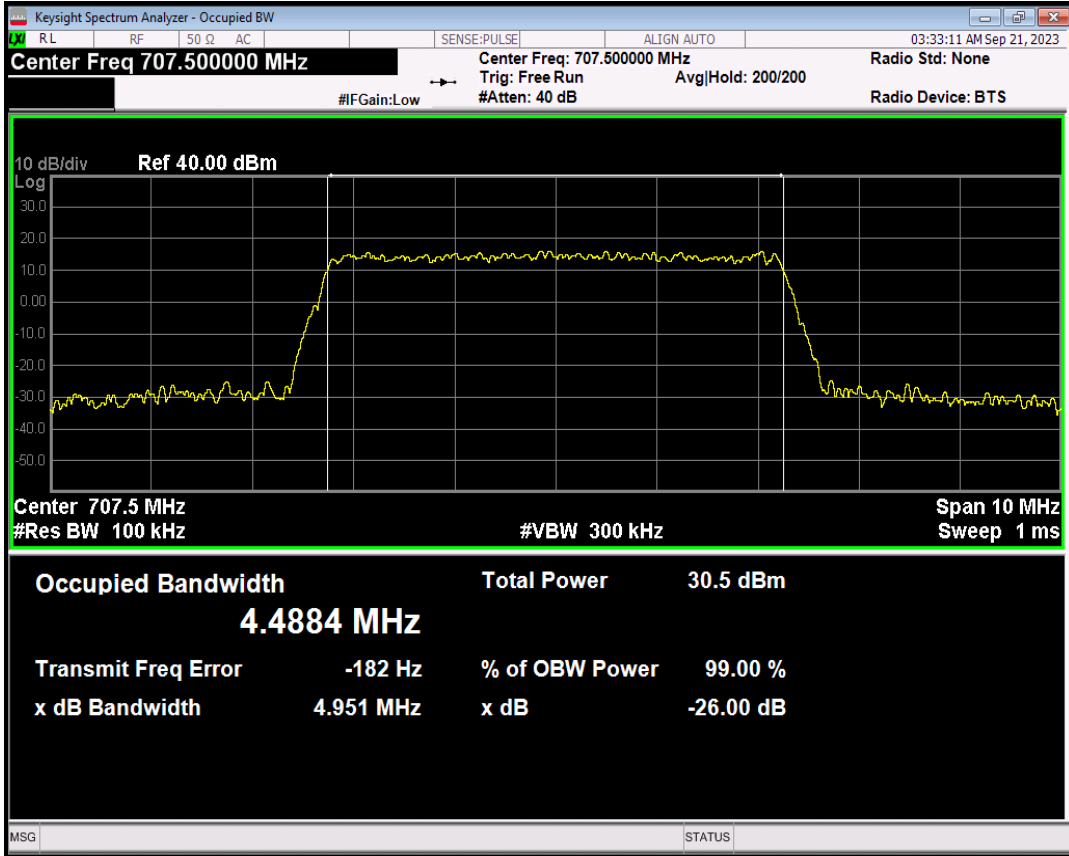 Keysight Spectrum Analyzer - Occupied BW
LXI RL RF 50 Ω AC SENSE:PULSE ALIGN AUTO 03:33:11 AM Sep 21, 2023
Center Freq 707.500000 MHz Center Freq: 707.500000 MHz Radio Std: None
Trig: Free Run Avg|Hold: 200/200
#IFGain:Low #Atten: 40 dB Radio Device: BTS
10 dB/div Ref 40.00 dBm
Log
30.0
20.0
10.0
0.00
-10.0
-20.0
-30.0
-40.0
-50.0
Center 707.5 MHz Span 10 MHz
#Res BW 100 kHz #VBW 300 kHz Sweep 1 ms
Occupied Bandwidth Total Power 30.5 dBm
4.4884 MHz
Transmit Freq Error -182 Hz % of OBW Power 99.00 %
x dB Bandwidth 4.951 MHz x dB -26.00 dB
MSG STATUS